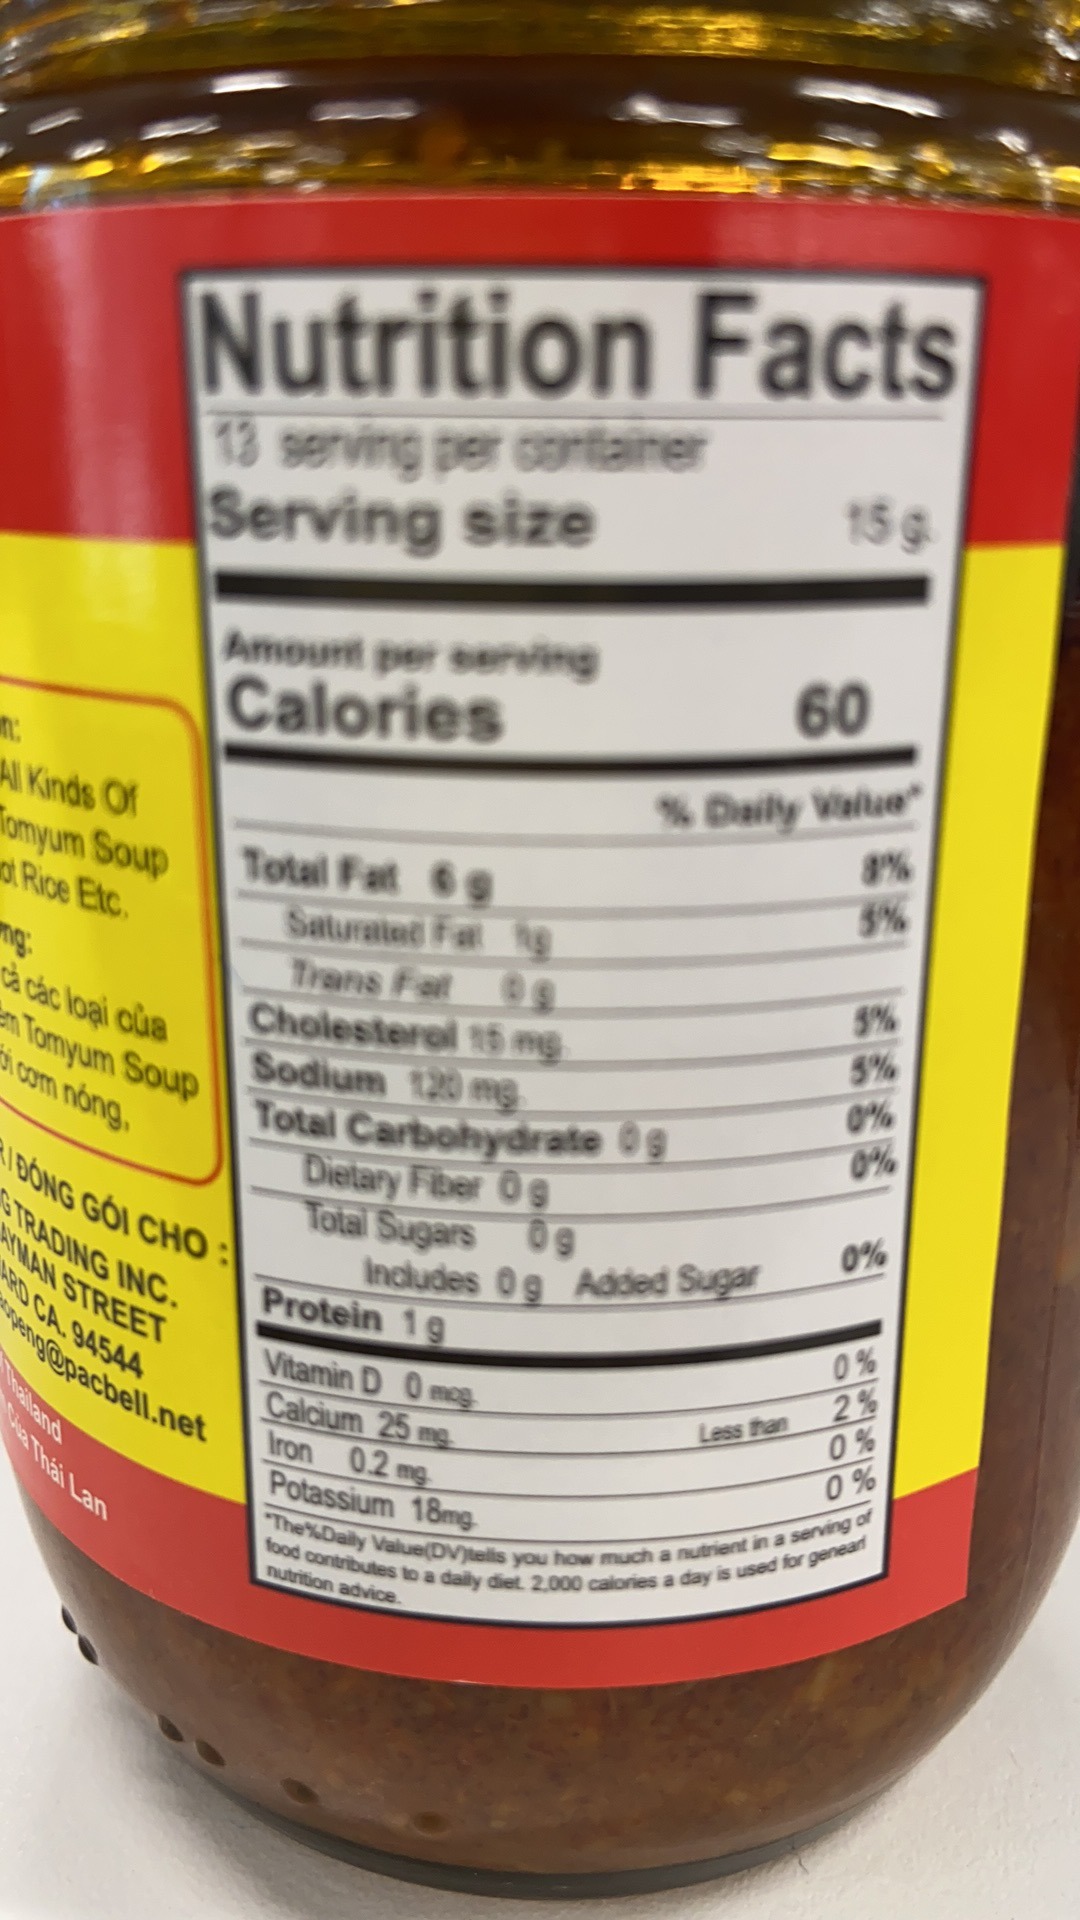 Nutrition Facts
13 serving per container
Serving size 15 g.
Amount per serving
Calories 60
% Daily Value*
Total Fat 6 g 8%
Saturated Fat 1g 5%
Trans Fat 0 g
Cholesterol 15 mg. 5%
Sodium 120 mg. 5%
Total Carbohydrate 0 g 0%
Dietary Fiber 0 g 0%
Total Sugars 0 g
Includes 0 g Added Sugar 0%
Protein 1 g
Vitamin D 0 mcg. 0 %
Calcium 25 mg. Less than 2 %
Iron 0.2 mg. 0 %
Potassium 18mg. 0 %
*The%Daily Value(DV)tells you how much a nutrient in a serving of
food contributes to a daily diet. 2,000 calories a day is used for genearl
nutrition advice.
All Kinds Of
Tomyum Soup
Rice Etc.
cả các loại của
Tomyum Soup
cơm nóng,
/ ĐÓNG GÓI CHO :
TRADING INC.
STREET
CA. 94544
@pacbell.net
Thailand
Của Thái Lan